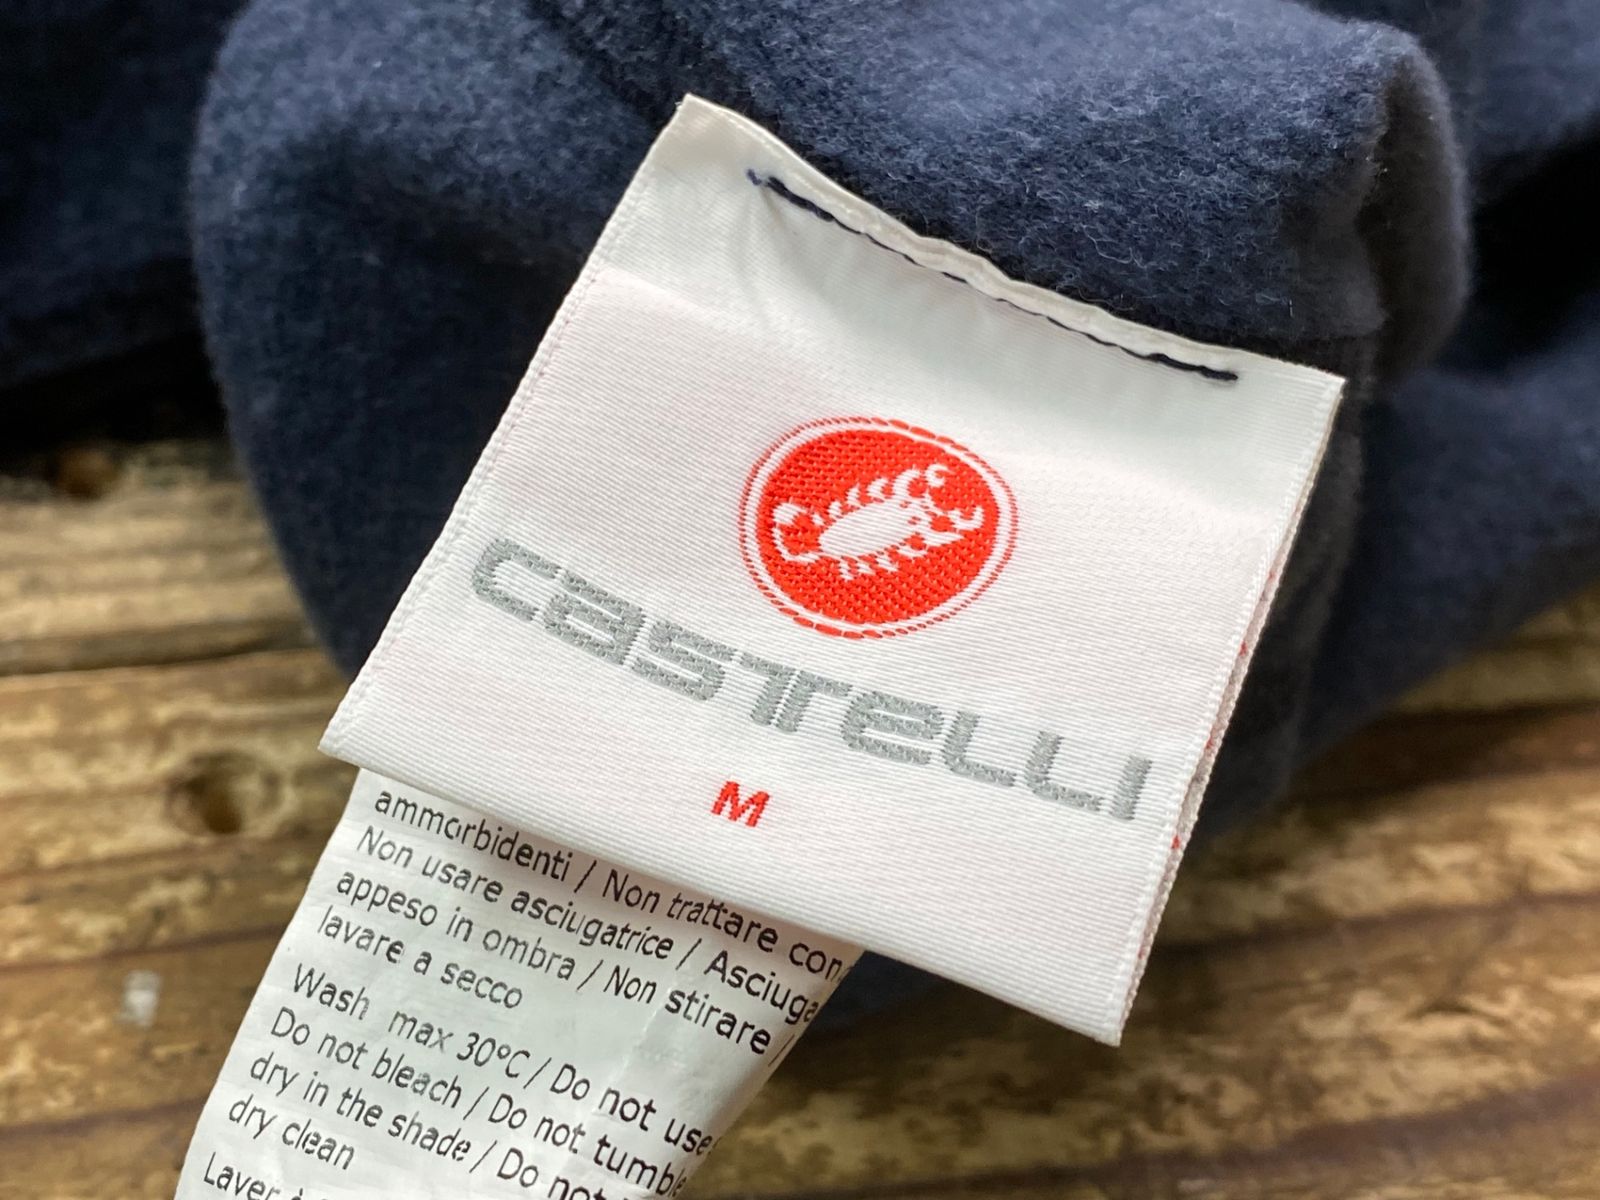 CASTELLI
M
ammorbidenti / Non trattare con
Non usare asciugatrice / Asciuga
appeso in ombra / Non stirare /
lavare a secco
Wash max 30°C / Do not use
Do not bleach / Do not tumble
dry in the shade / Do not
dry clean
Laver à